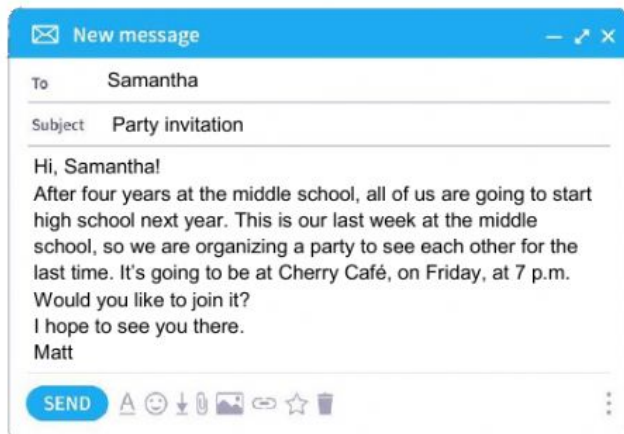 New message
To Samantha
Subject Party invitation
Hi, Samantha!
After four years at the middle school, all of us are going to start
high school next year. This is our last week at the middle
school, so we are organizing a party to see each other for the
last time. It’s going to be at Cherry Café, on Friday, at 7 p.m.
Would you like to join it?
I hope to see you there.
Matt
SEND A